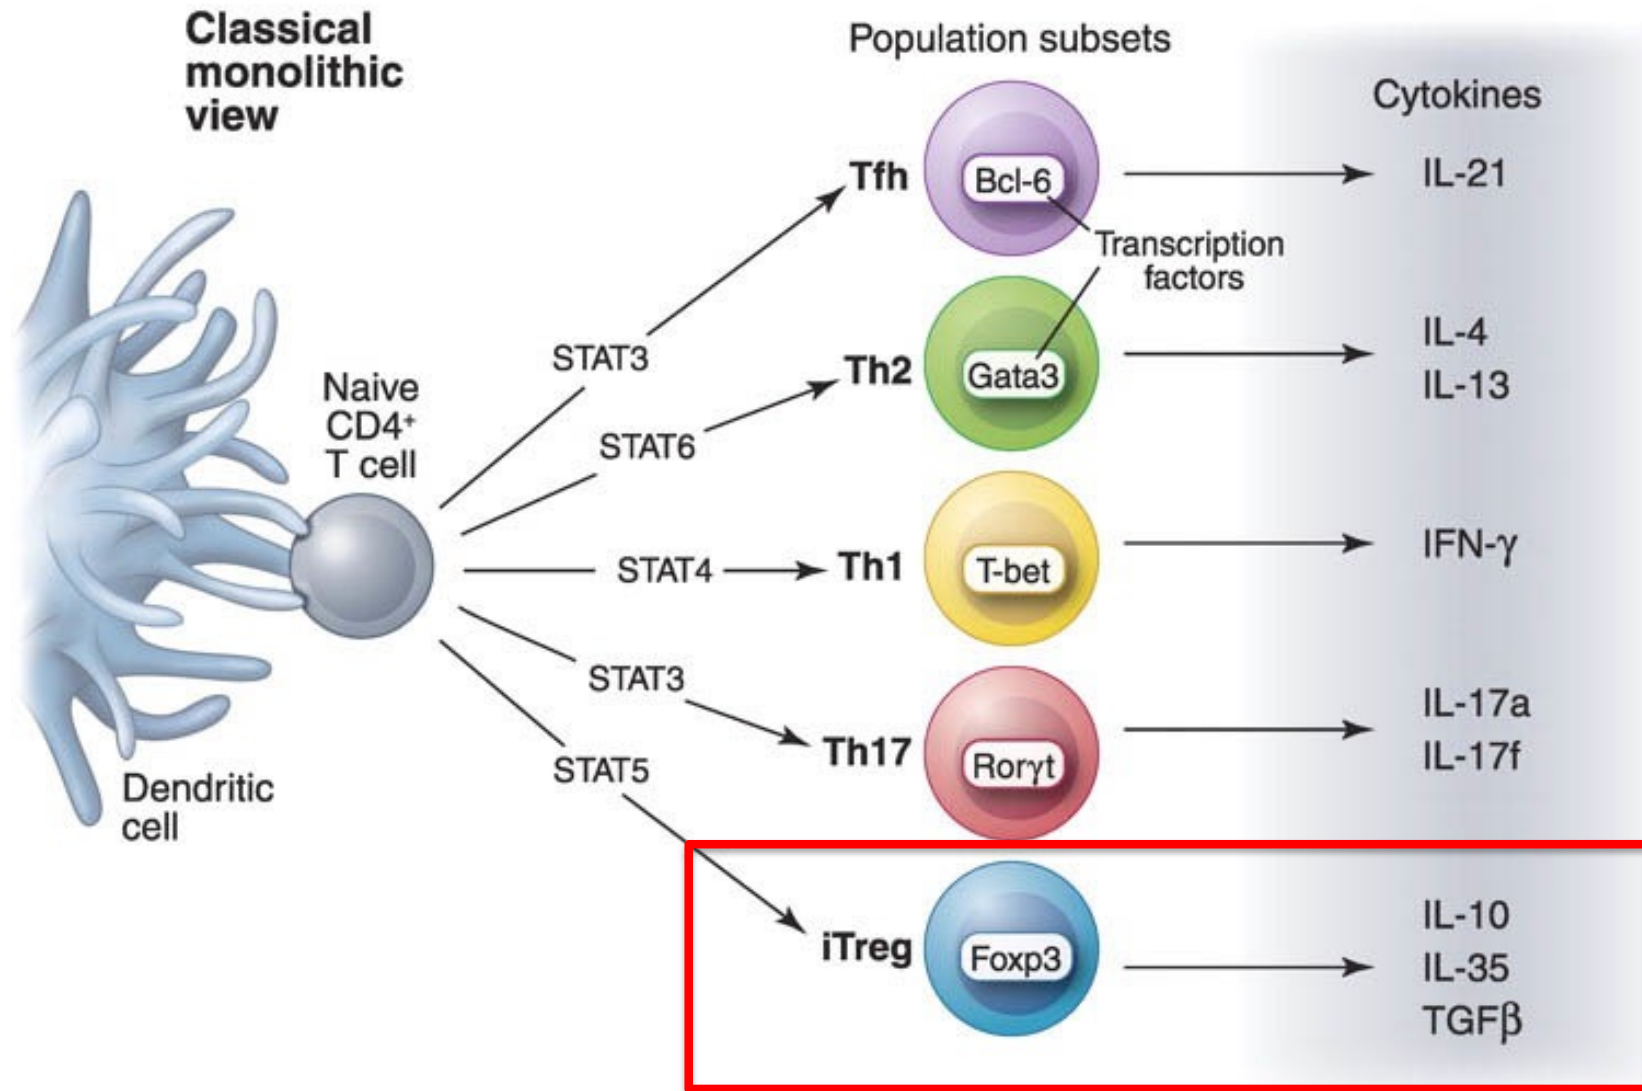 Classical
monolithic
view
Population subsets
Cytokines
Tfh
Bcl-6
IL-21
Transcription
factors
STAT3
Th2
Gata3
IL-4
IL-13
Naive
CD4⁺
T cell
STAT6
STAT4
Th1
T-bet
IFN-γ
STAT3
Th17
Rorγt
IL-17a
IL-17f
STAT5
Dendritic
cell
iTreg
Foxp3
IL-10
IL-35
TGFβ